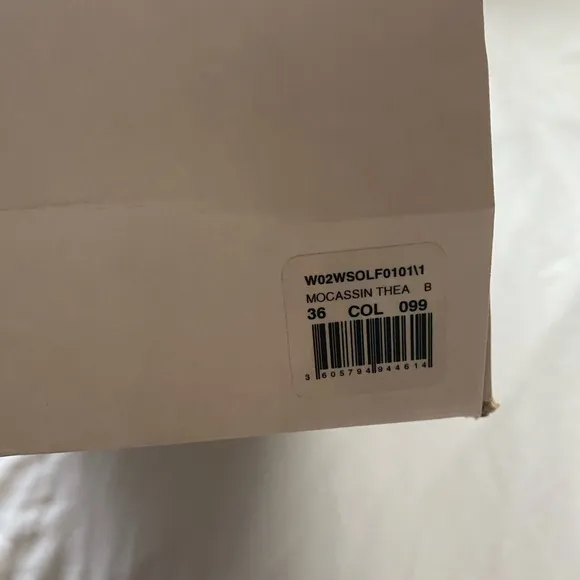 W02WSOLF0101\1
MOCASSIN THEA B
36 COL 099
3 605794 944614